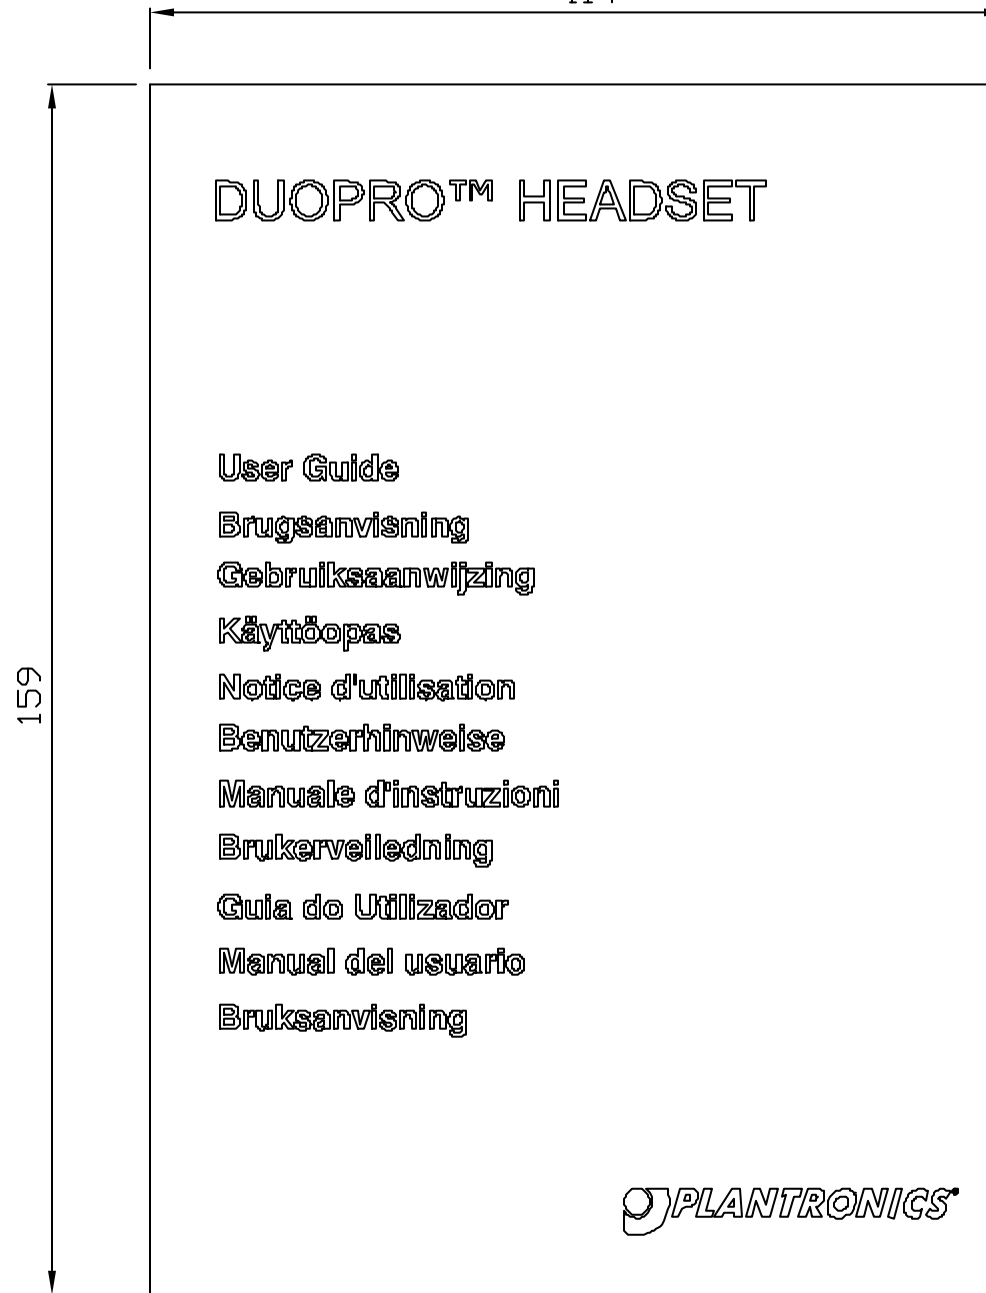 DUOPRO™ HEADSET
User Guide
Brugsanvisning
Gebruiksaanwijzing
Käyttöopas
Notice d'utilisation
Benutzerhinweise
Manuale d'instruzioni
Brukerveiledning
Guia do Utilizador
Manual del usuario
Bruksanvisning
159
PLANTRONICS